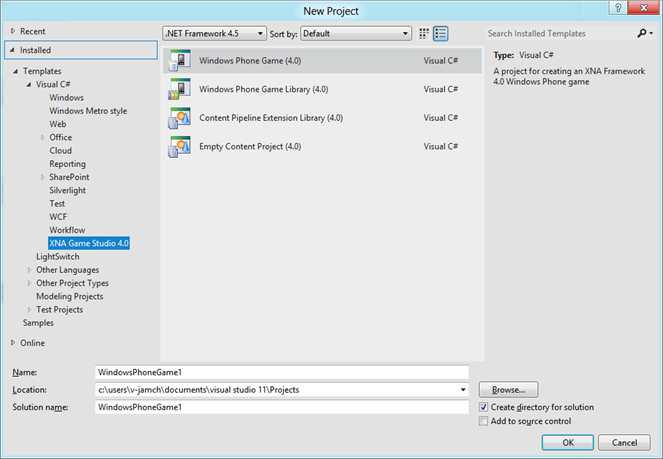 New Project
? X
Recent
Installed
Templates
Visual C#
Windows
Windows Metro style
Web
Office
Cloud
Reporting
SharePoint
Silverlight
Test
WCF
Workflow
XNA Game Studio 4.0
LightSwitch
Other Languages
Other Project Types
Modeling Projects
Test Projects
Samples
Online
.NET Framework 4.5 Sort by: Default
Windows Phone Game (4.0) Visual C#
Windows Phone Game Library (4.0) Visual C#
Content Pipeline Extension Library (4.0) Visual C#
Empty Content Project (4.0) Visual C#
Search Installed Templates
Type: Visual C#
A project for creating an XNA Framework
4.0 Windows Phone game
Name: WindowsPhoneGame1
Location: c:\users\v-jamch\documents\visual studio 11\Projects
Browse...
Solution name: WindowsPhoneGame1
Create directory for solution
Add to source control
OK Cancel